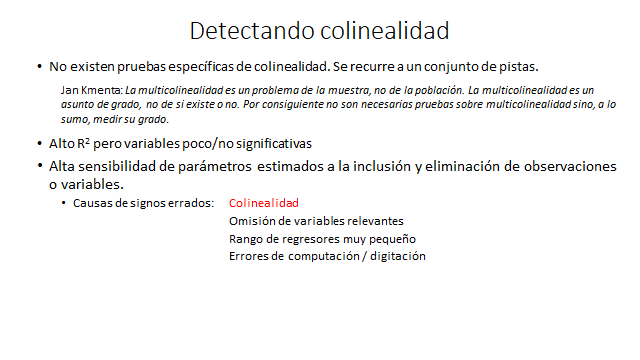 Detectando colinealidad
• No existen pruebas específicas de colinealidad. Se recurre a un conjunto de pistas.
Jan Kmenta: La multicolinealidad es un problema de la muestra, no de la población. La multicolinealidad es un
asunto de grado, no de si existe o no. Por consiguiente no son necesarias pruebas sobre multicolinealidad sino, a lo
sumo, medir su grado.
• Alto R² pero variables poco/no significativas
• Alta sensibilidad de parámetros estimados a la inclusión y eliminación de observaciones
o variables.
• Causas de signos errados: Colinealidad
Omisión de variables relevantes
Rango de regresores muy pequeño
Errores de computación / digitación